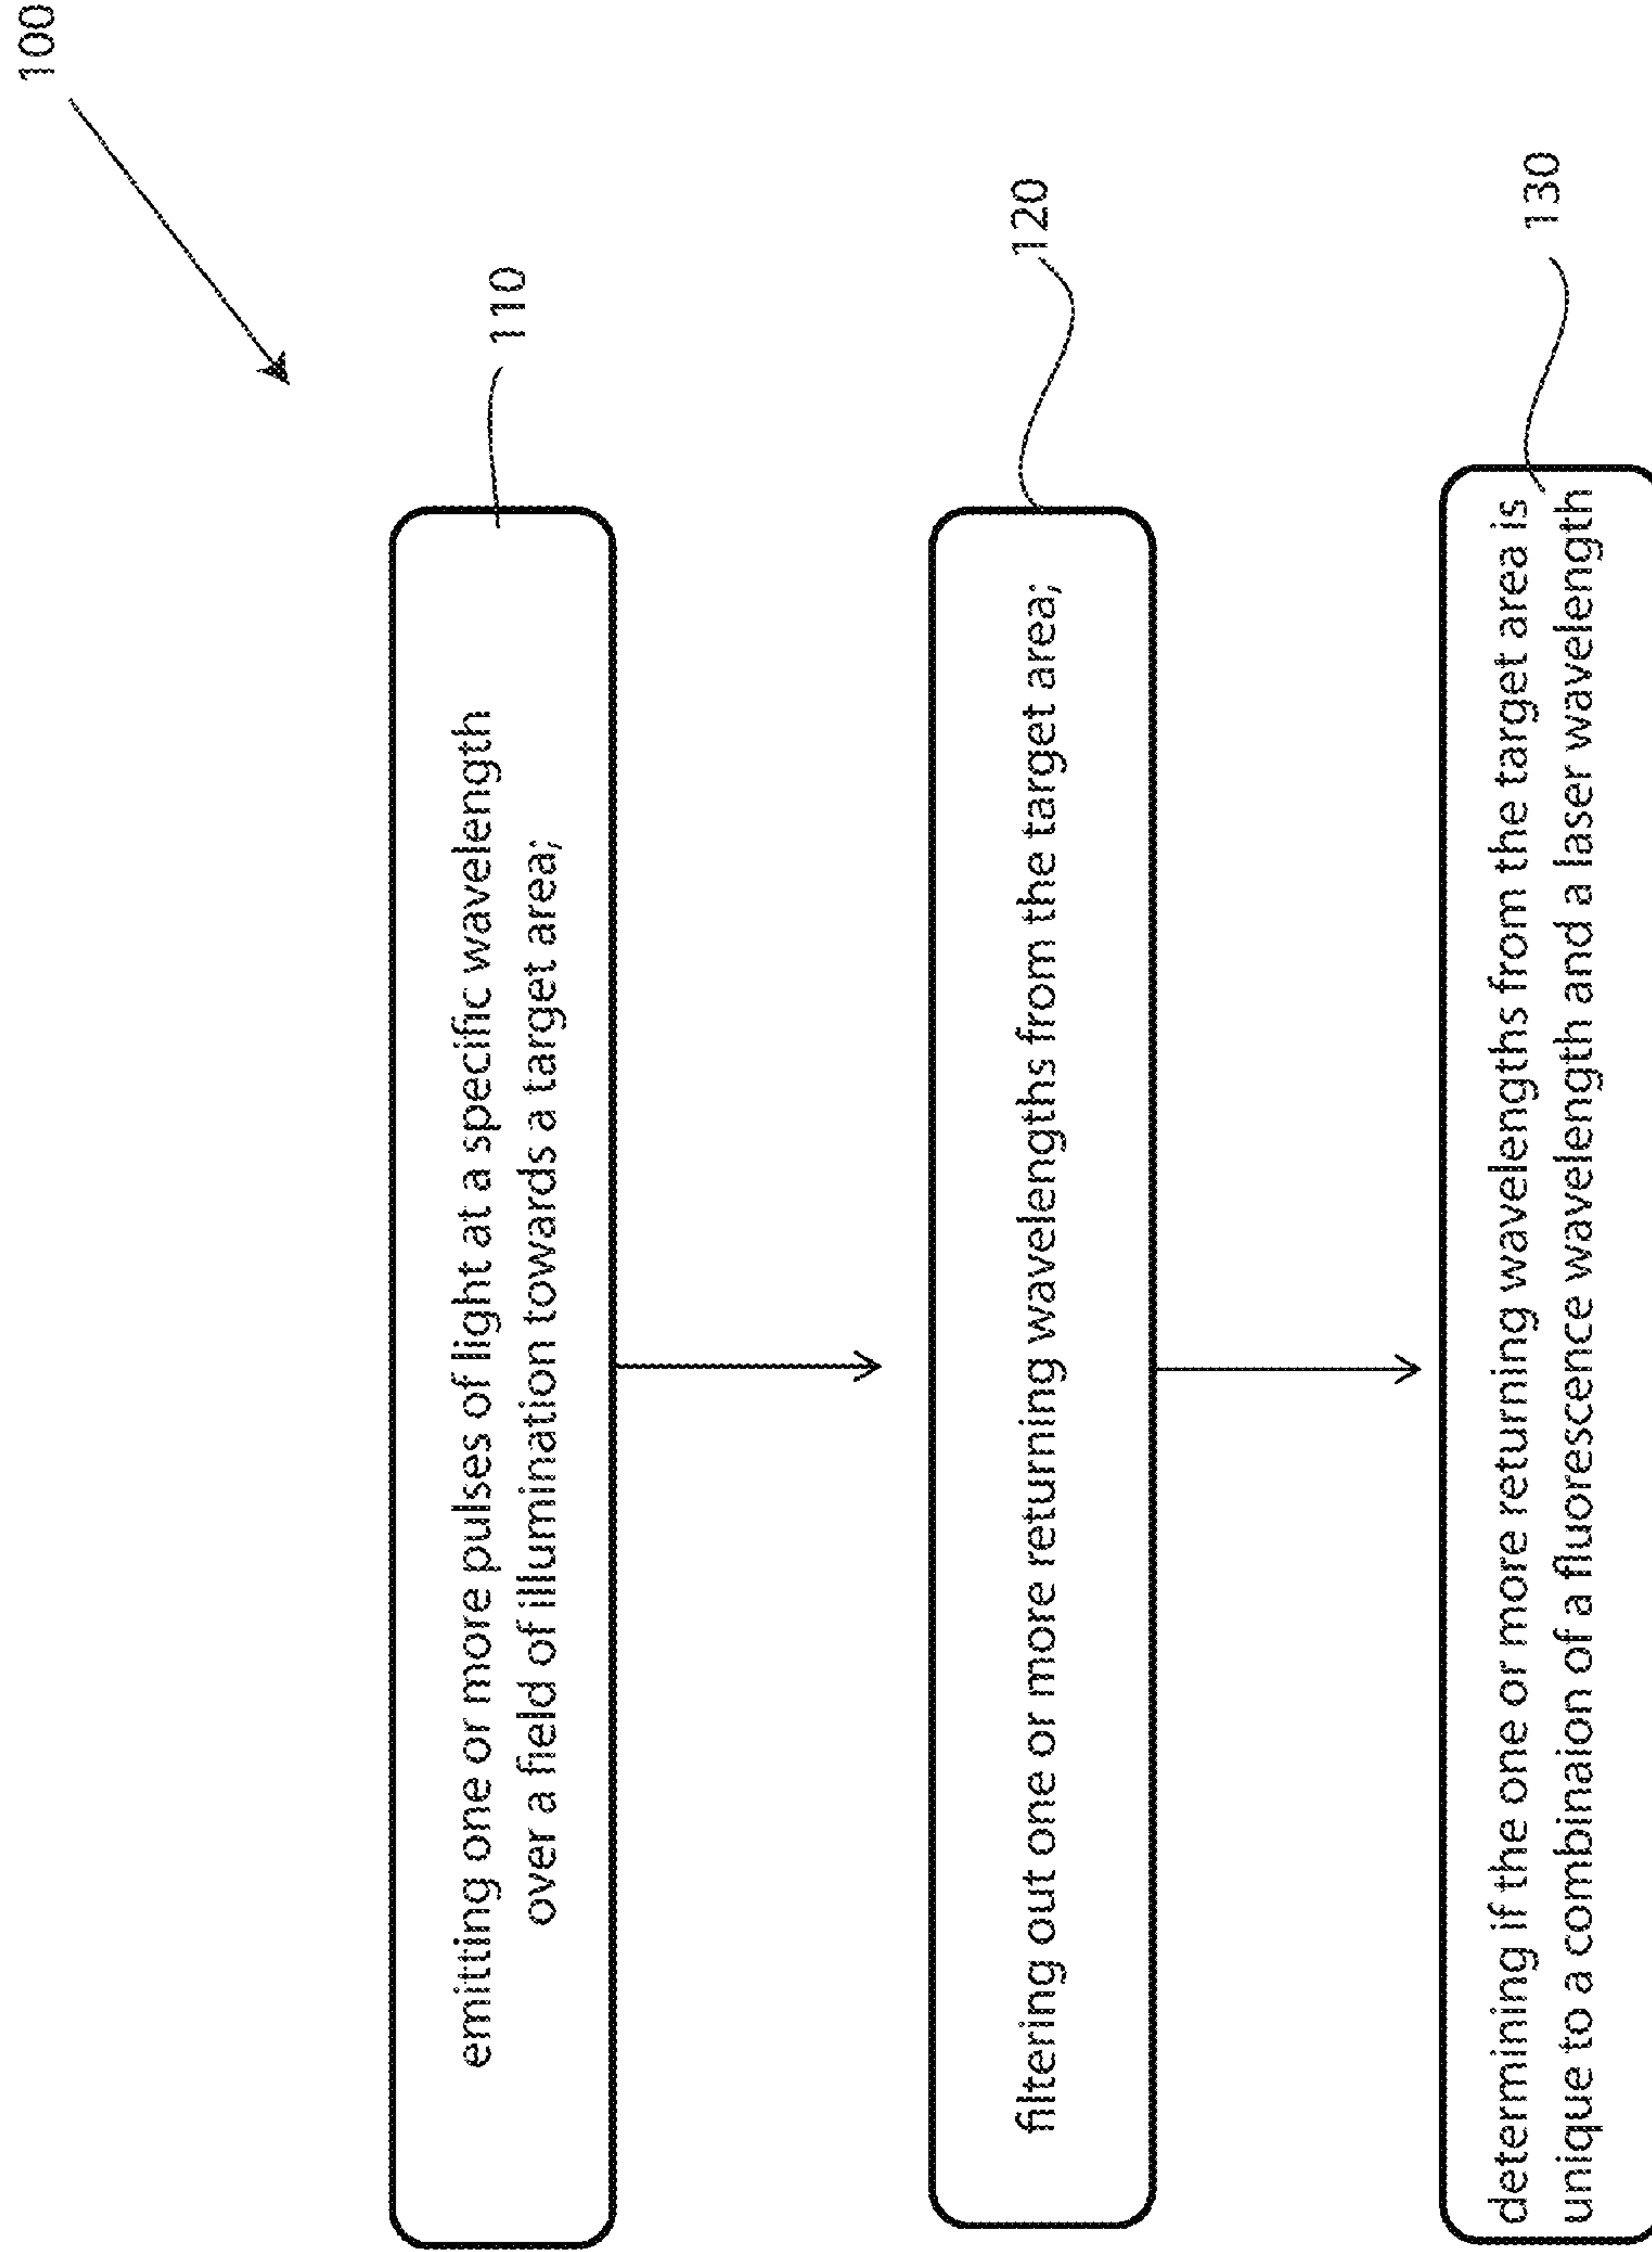 100
110
emitting one or more pulses of light at a specific wavelength
over a field of illumination towards a target area;
120
filtering out one or more returning wavelengths from the target area;
130
determining if the one or more returning wavelengths from the target area is
unique to a combinaion of a fluorescence wavelength and a laser wavelength